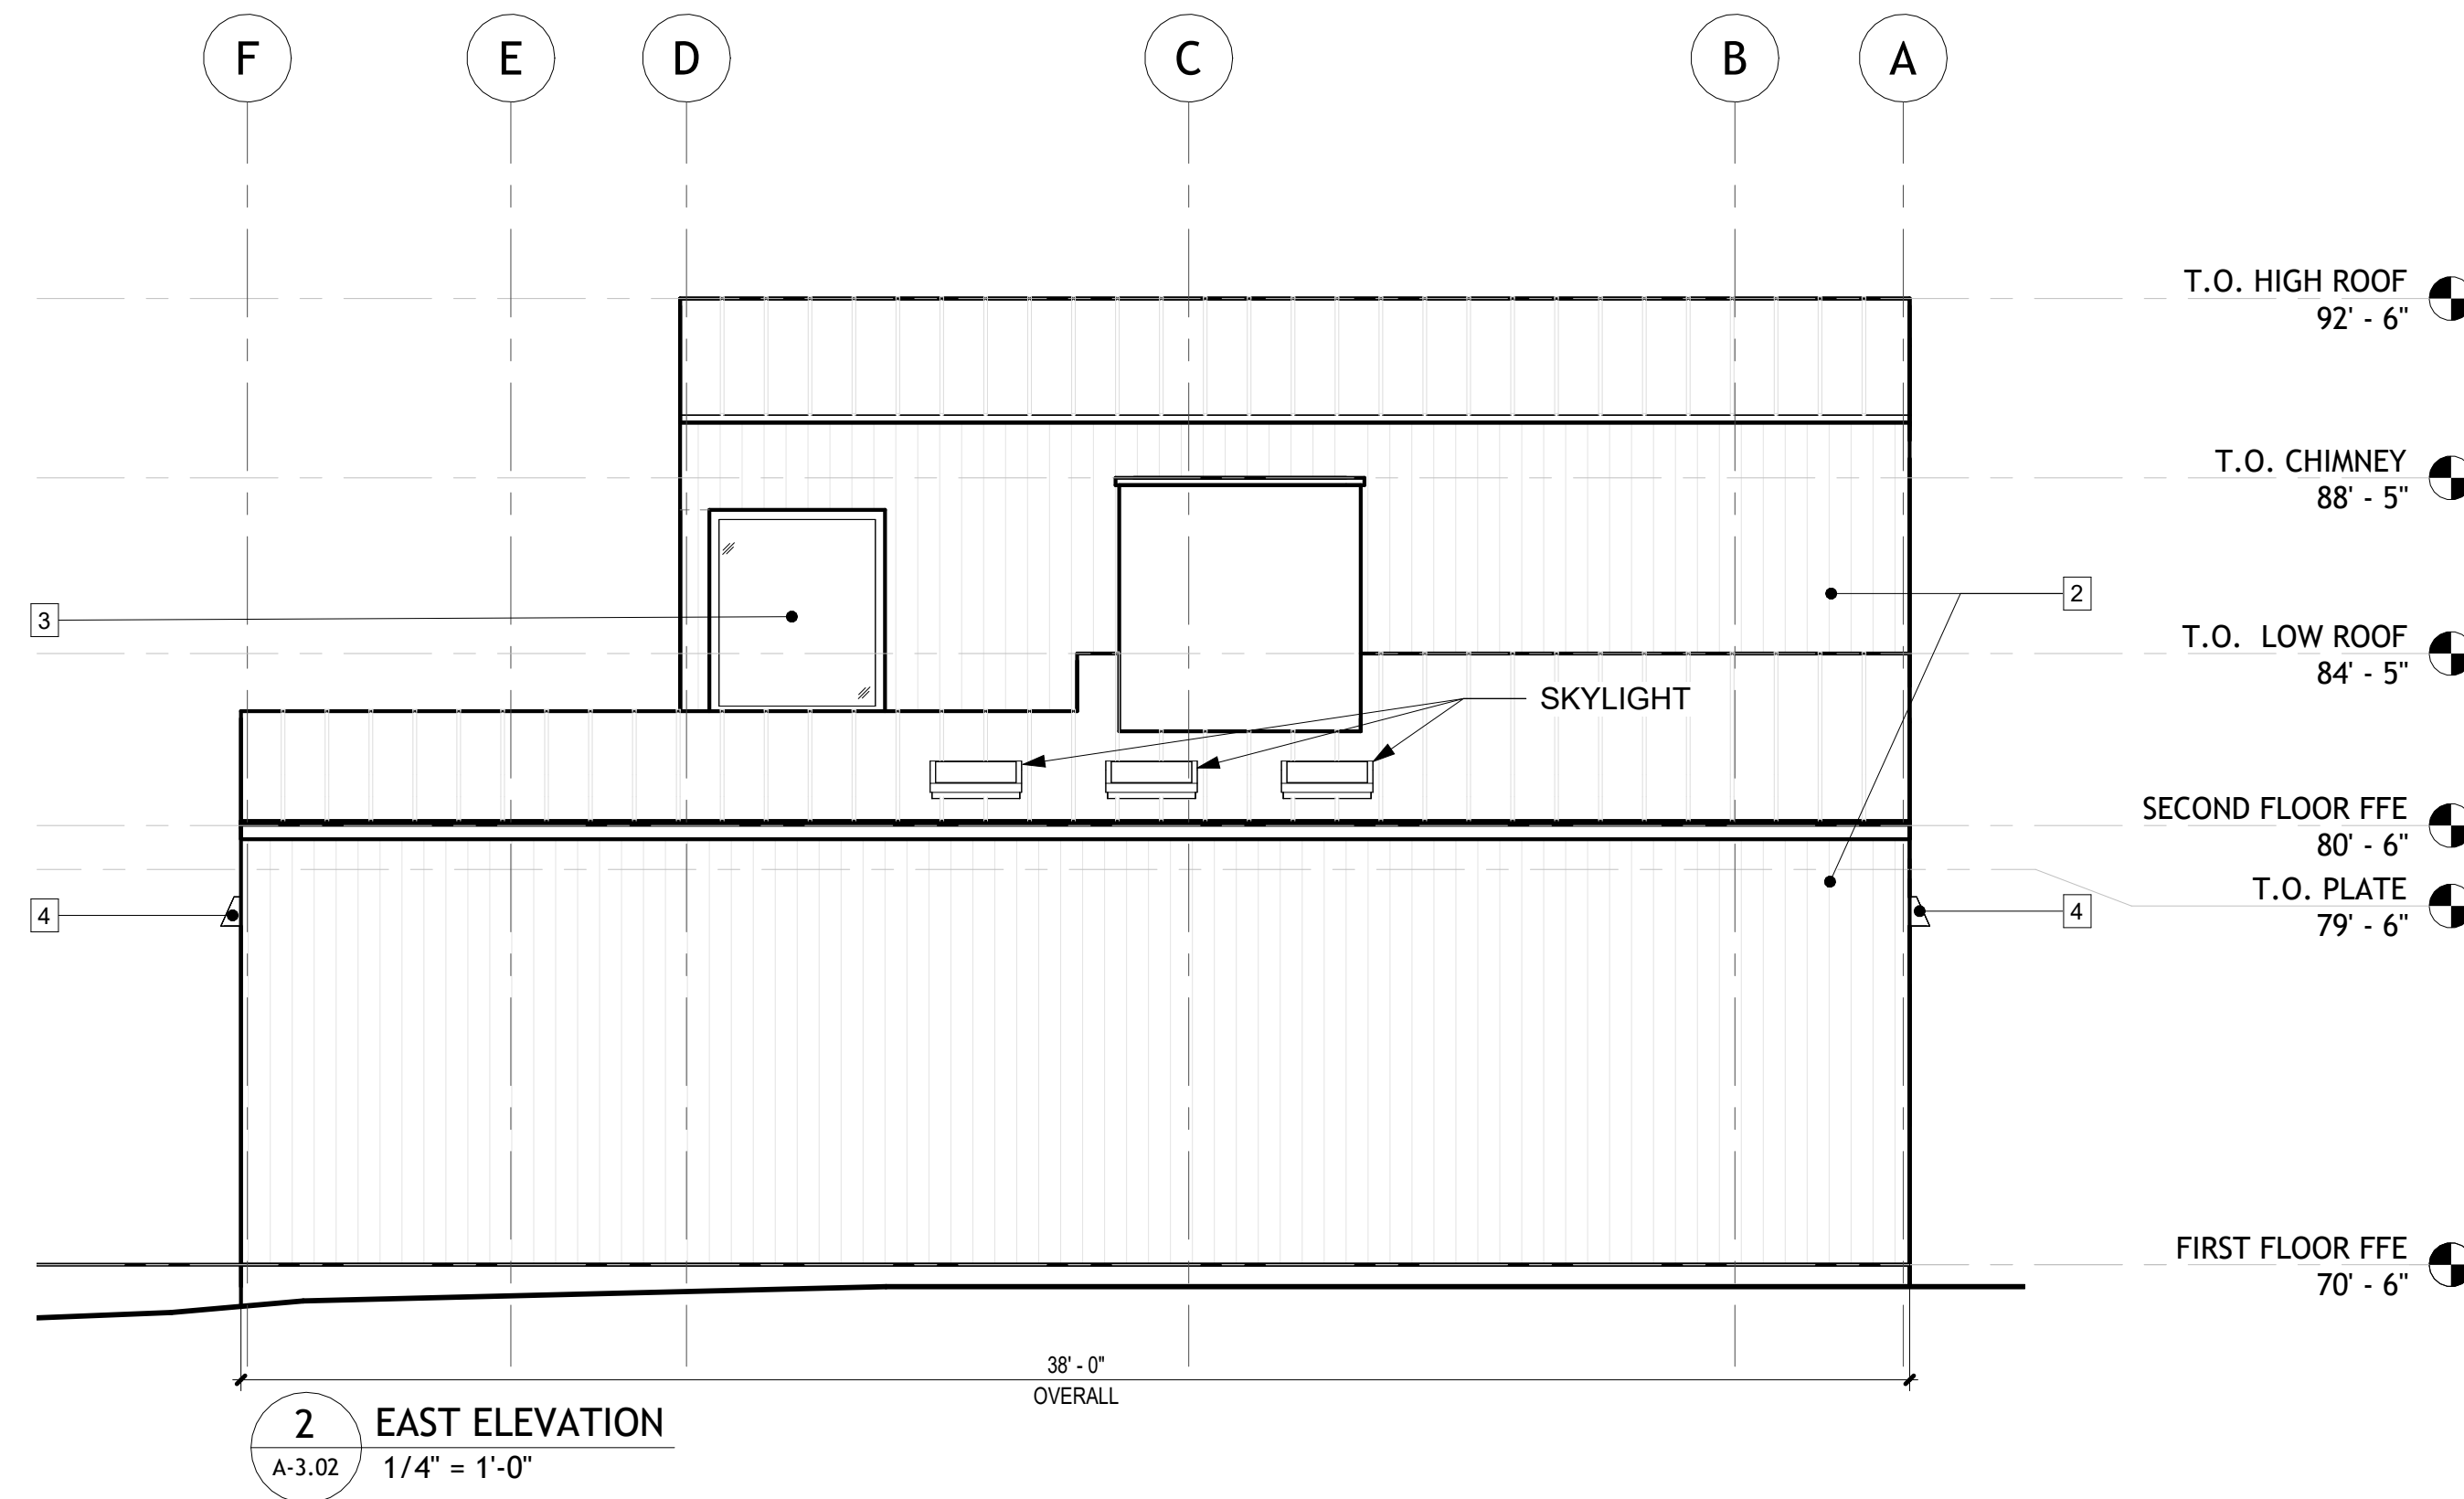 F E D C B A
T.O. HIGH ROOF
92' - 6"
T.O. CHIMNEY
88' - 5"
2
3
T.O.  LOW ROOF
84' - 5"
SKYLIGHT
SECOND FLOOR FFE
80' - 6"
T.O. PLATE
79' - 6"
4
4
FIRST FLOOR FFE
70' - 6"
38' - 0"
OVERALL
2
A-3.02
EAST ELEVATION
1/4" = 1'-0"